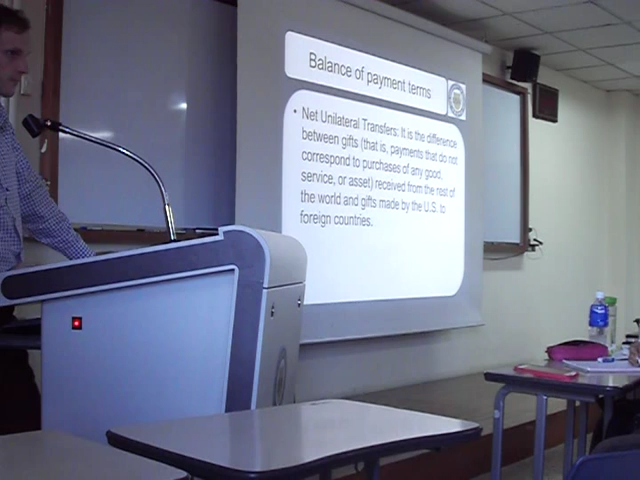 Balance of payment terms
• Net Unilateral Transfers: It is the difference
between gifts (that is, payments that do not
correspond to purchases of any good,
service, or asset) received from the rest of
the world and gifts made by the U.S. to
foreign countries.